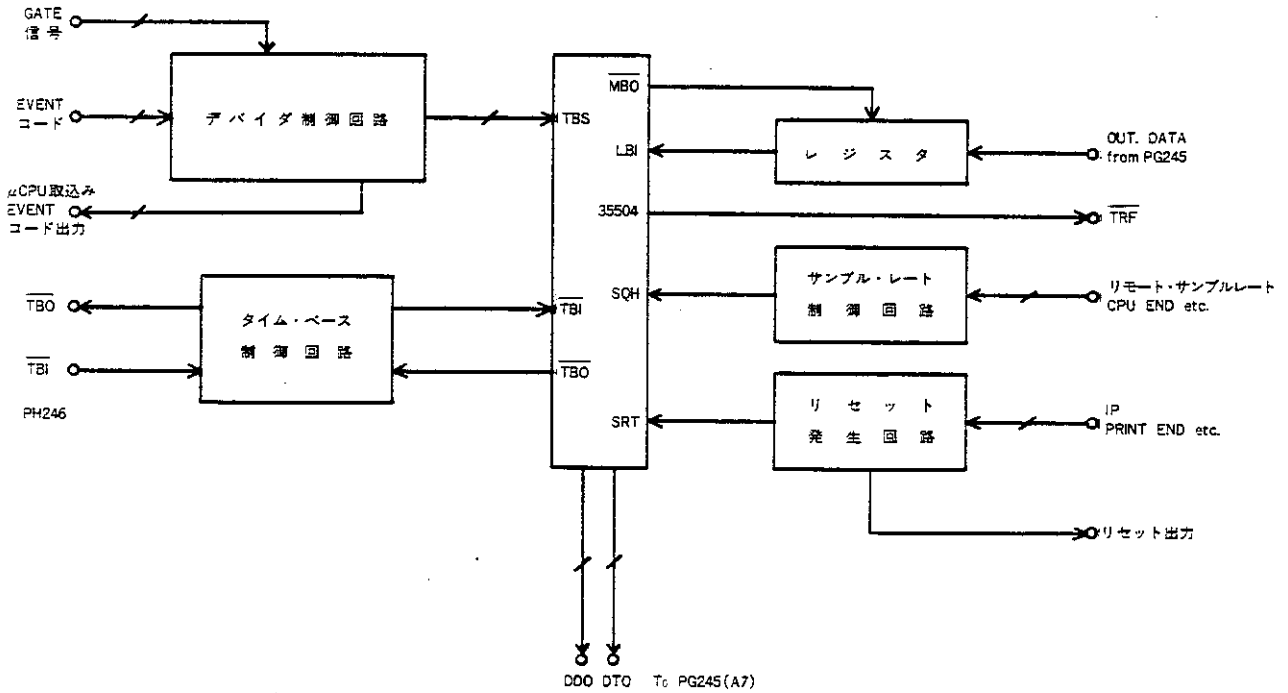 GATE
信号
EVENT
コード
デバイダ制御回路
μCPU取込み
EVENT
コード出力
TBO
TBI
タイム・ベース
制御回路
PH246
TBS
TBI
TBO
MBO
LBI
35504
SQH
SRT
レジスタ
OUT. DATA
from PG245
TRF
サンプル・レート
制御回路
リモート・サンプルレート
CPU END etc.
リセット
発生回路
IP
PRINT END etc.
リセット出力
DDO DTO To PG245(A7)